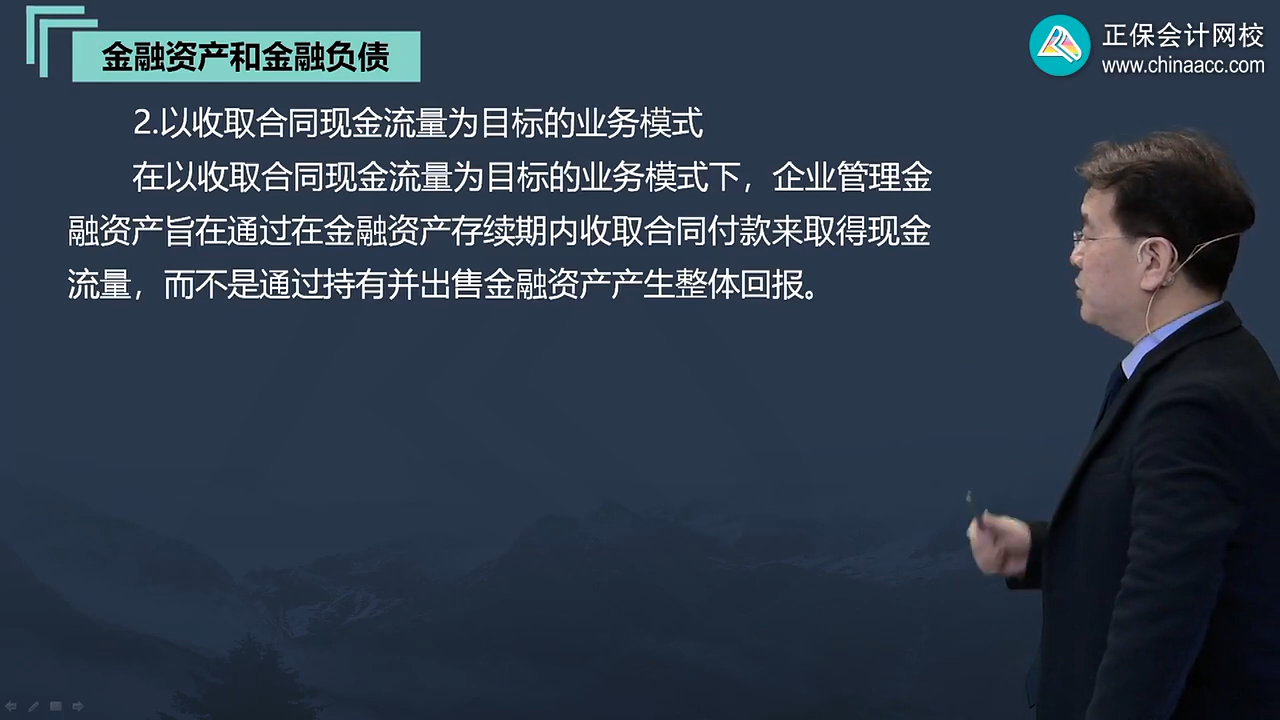 金融资产和金融负债
正保会计网校
www.chinaacc.com
2.以收取合同现金流量为目标的业务模式
在以收取合同现金流量为目标的业务模式下，企业管理金
融资产旨在通过在金融资产存续期内收取合同付款来取得现金
流量，而不是通过持有并出售金融资产产生整体回报。